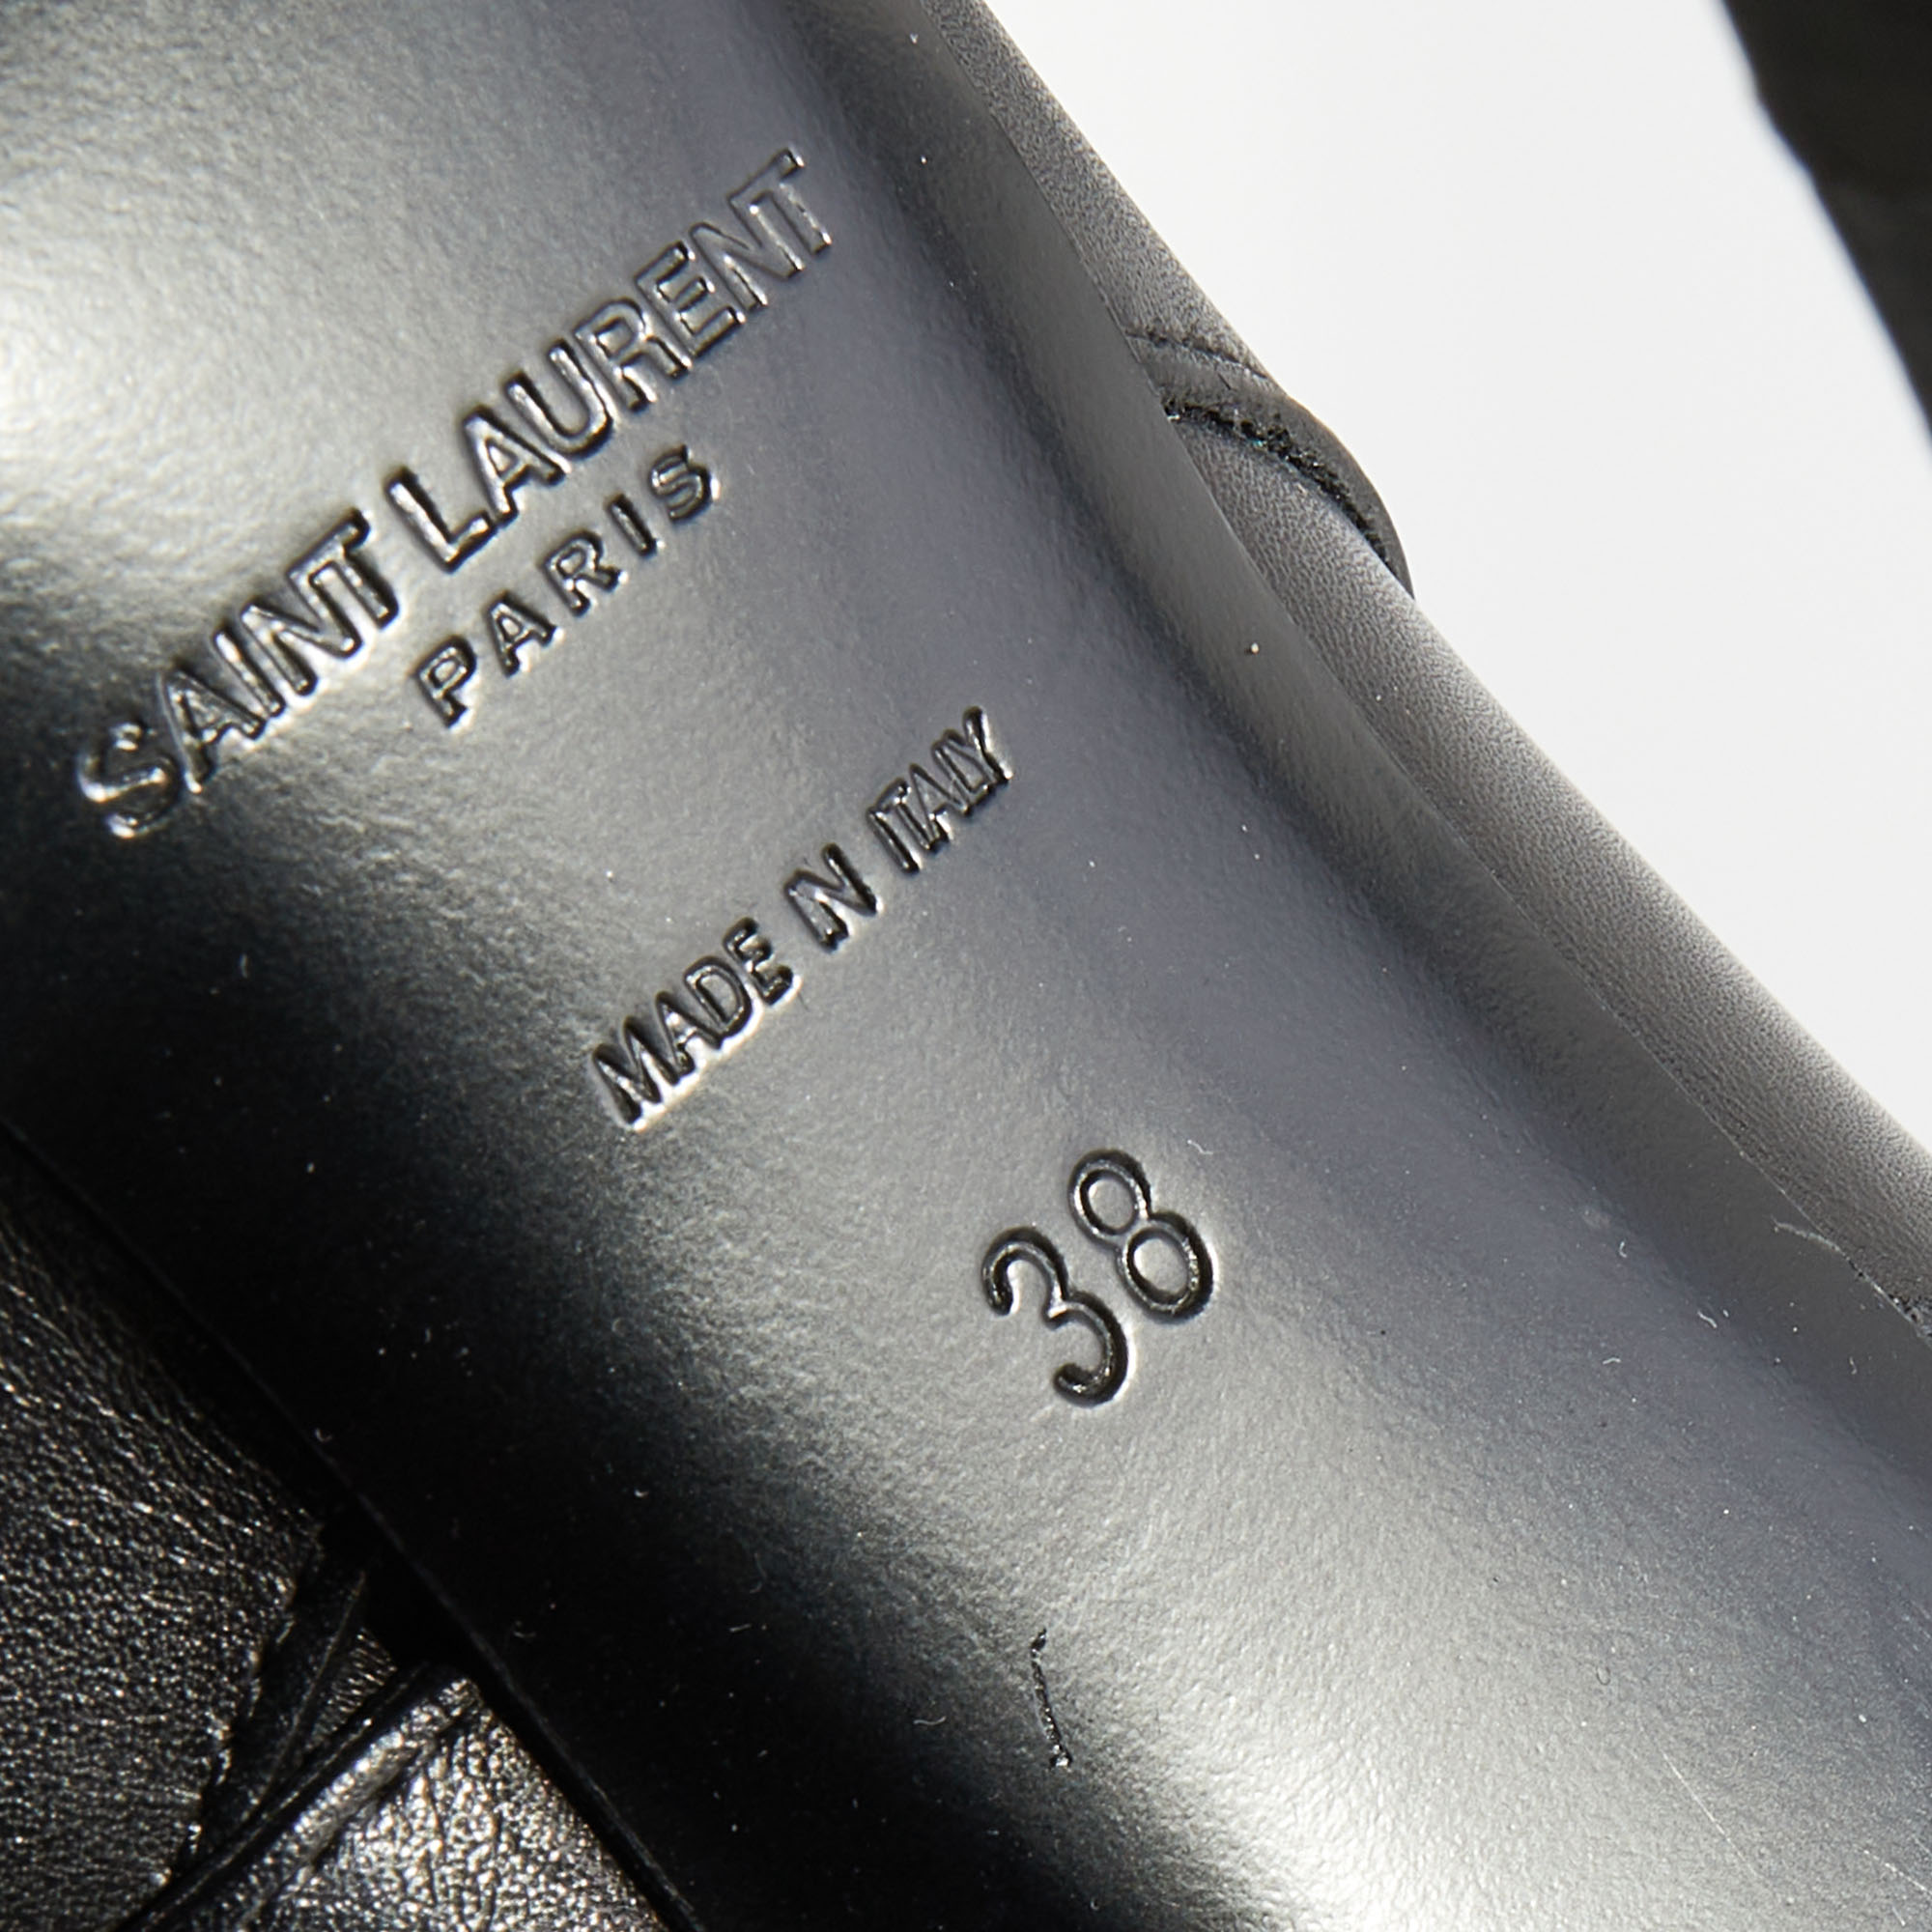 SAINT LAURENT
PARIS
MADE IN ITALY
38